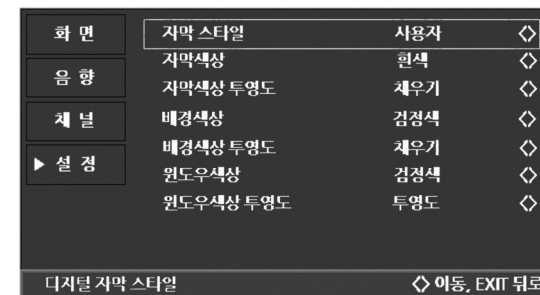 화 면
음 향
채 널
▶ 설 정
자막 스타일 사용자 <>
자막색상 흰색 <>
자막색상 투영도 채우기 <>
배경색상 검정색 <>
배경색상 투영도 채우기 <>
윈도우색상 검정색 <>
윈도우색상 투영도 투영도 <>
디지털 자막 스타일 <> 이동, EXIT 뒤로